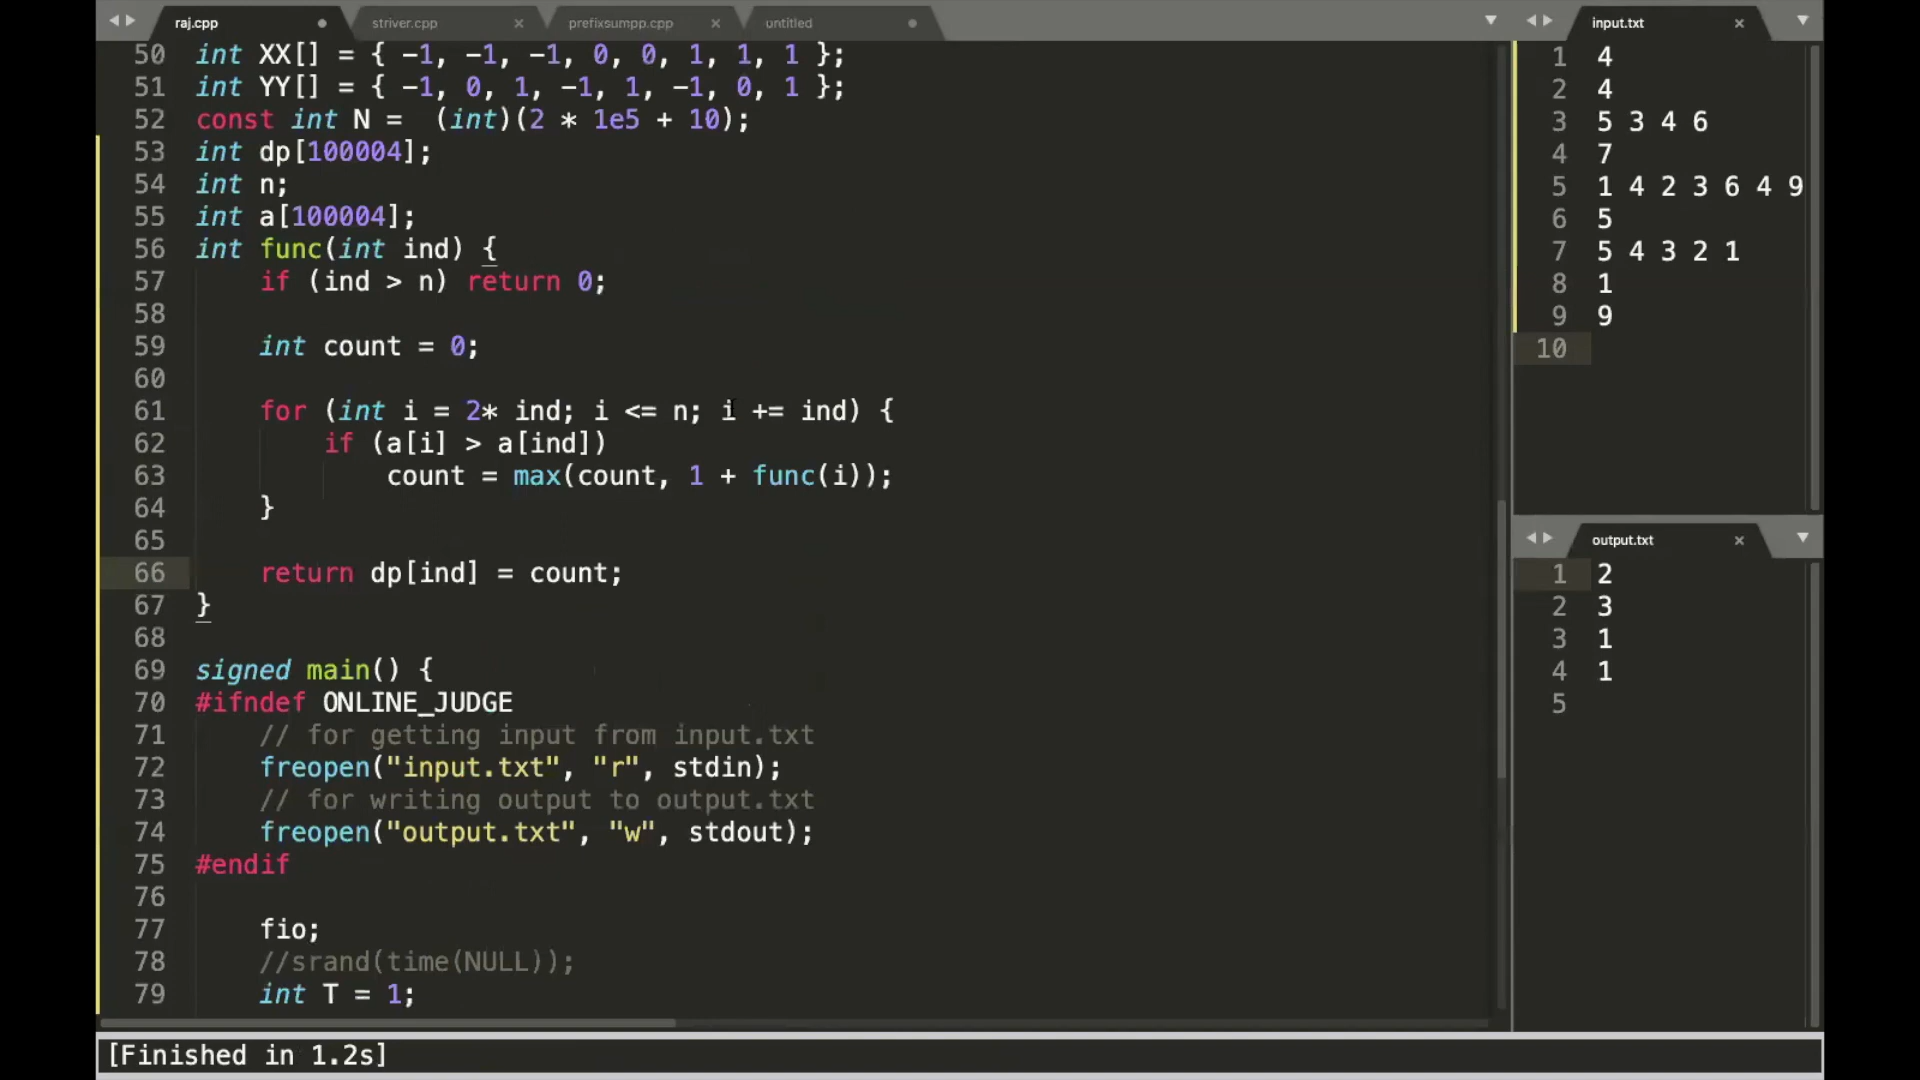 raj.cpp
striver.cpp ×
prefixsumpp.cpp ×
untitled
50 int XX[] = { -1, -1, -1, 0, 0, 1, 1, 1 };
51 int YY[] = { -1, 0, 1, -1, 1, -1, 0, 1 };
52 const int N =  (int)(2 * 1e5 + 10);
53 int dp[100004];
54 int n;
55 int a[100004];
56 int func(int ind) {
57     if (ind > n) return 0;
58
59     int count = 0;
60
61     for (int i = 2* ind; i <= n; i += ind) {
62         if (a[i] > a[ind])
63             count = max(count, 1 + func(i));
64     }
65
66     return dp[ind] = count;
67 }
68
69 signed main() {
70 #ifndef ONLINE_JUDGE
71     // for getting input from input.txt
72     freopen("input.txt", "r", stdin);
73     // for writing output to output.txt
74     freopen("output.txt", "w", stdout);
75 #endif
76
77     fio;
78     //srand(time(NULL));
79     int T = 1;
input.txt ×
1 4
2 4
3 5 3 4 6
4 7
5 1 4 2 3 6 4 9
6 5
7 5 4 3 2 1
8 1
9 9
10
output.txt ×
1 2
2 3
3 1
4 1
5
[Finished in 1.2s]